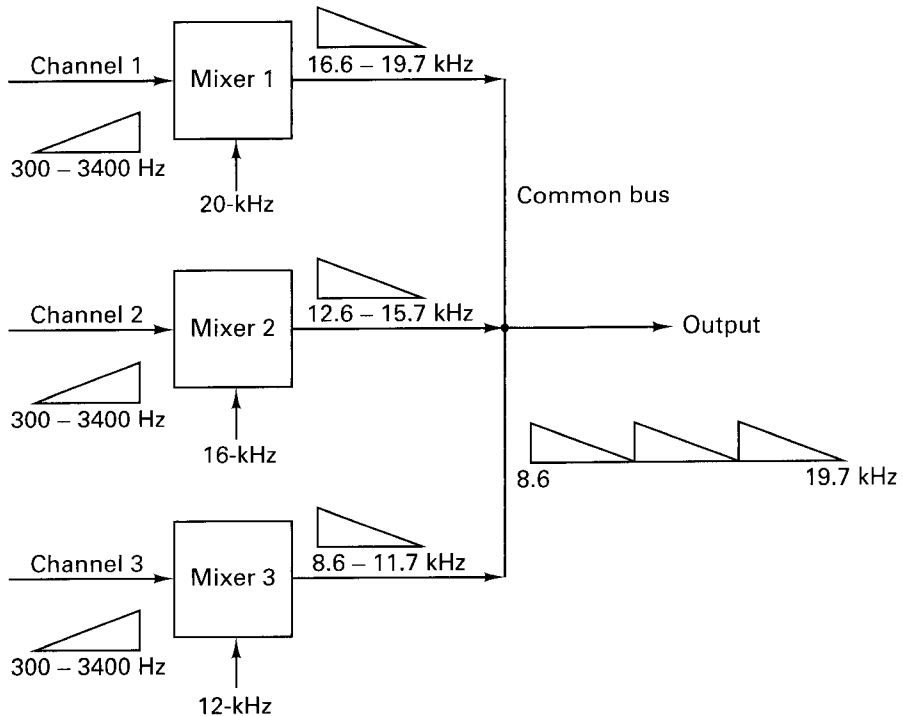 Channel 1
Mixer 1
16.6 – 19.7 kHz
300 – 3400 Hz
20-kHz
Common bus
Channel 2
Mixer 2
12.6 – 15.7 kHz
Output
300 – 3400 Hz
16-kHz
8.6
19.7 kHz
Channel 3
Mixer 3
8.6 – 11.7 kHz
300 – 3400 Hz
12-kHz